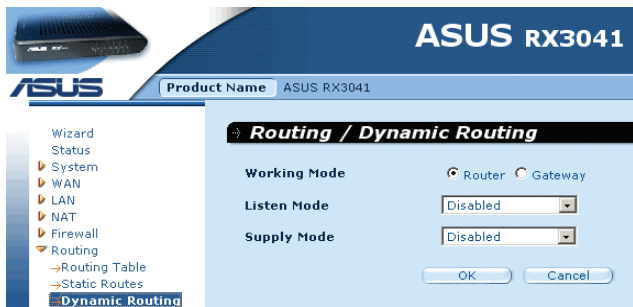 ASUS RX3041
ASUS
Product Name ASUS RX3041
Wizard
Status
System
WAN
LAN
NAT
Firewall
Routing
→Routing Table
→Static Routes
→Dynamic Routing
Routing / Dynamic Routing
Working Mode Router Gateway
Listen Mode Disabled
Supply Mode Disabled
OK Cancel